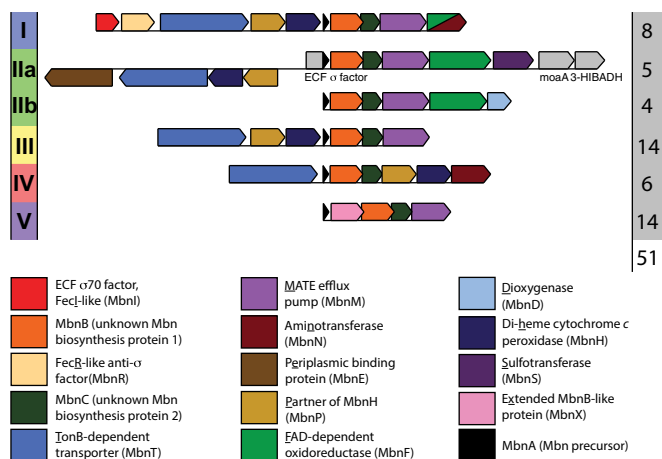 I 8
IIa 5
ECF σ factor moaA 3-HIBADH
IIb 4
III 14
IV 6
V 14
51
ECF σ70 factor,
FecI-like (MbnI)
MbnB (unknown Mbn
biosynthesis protein 1)
FecR-like anti-σ
factor(MbnR)
MbnC (unknown Mbn
biosynthesis protein 2)
TonB-dependent
transporter (MbnT)
MATE efflux
pump (MbnM)
Aminotransferase
(MbnN)
Periplasmic binding
protein (MbnE)
Partner of MbnH
(MbnP)
FAD-dependent
oxidoreductase (MbnF)
Dioxygenase
(MbnD)
Di-heme cytochrome c
peroxidase (MbnH)
Sulfotransferase
(MbnS)
Extended MbnB-like
protein (MbnX)
MbnA (Mbn precursor)